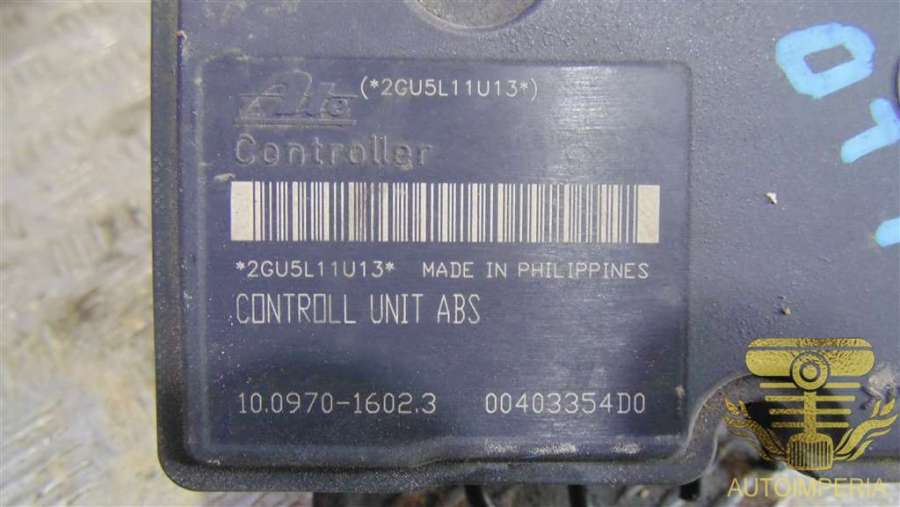 (*2GU5L11U13*)
Ate
Controller
*2GU5L11U13* MADE IN PHILIPPINES
CONTROLL UNIT ABS
10.0970-1602.3 00403354D0
AUTOIMPERIA